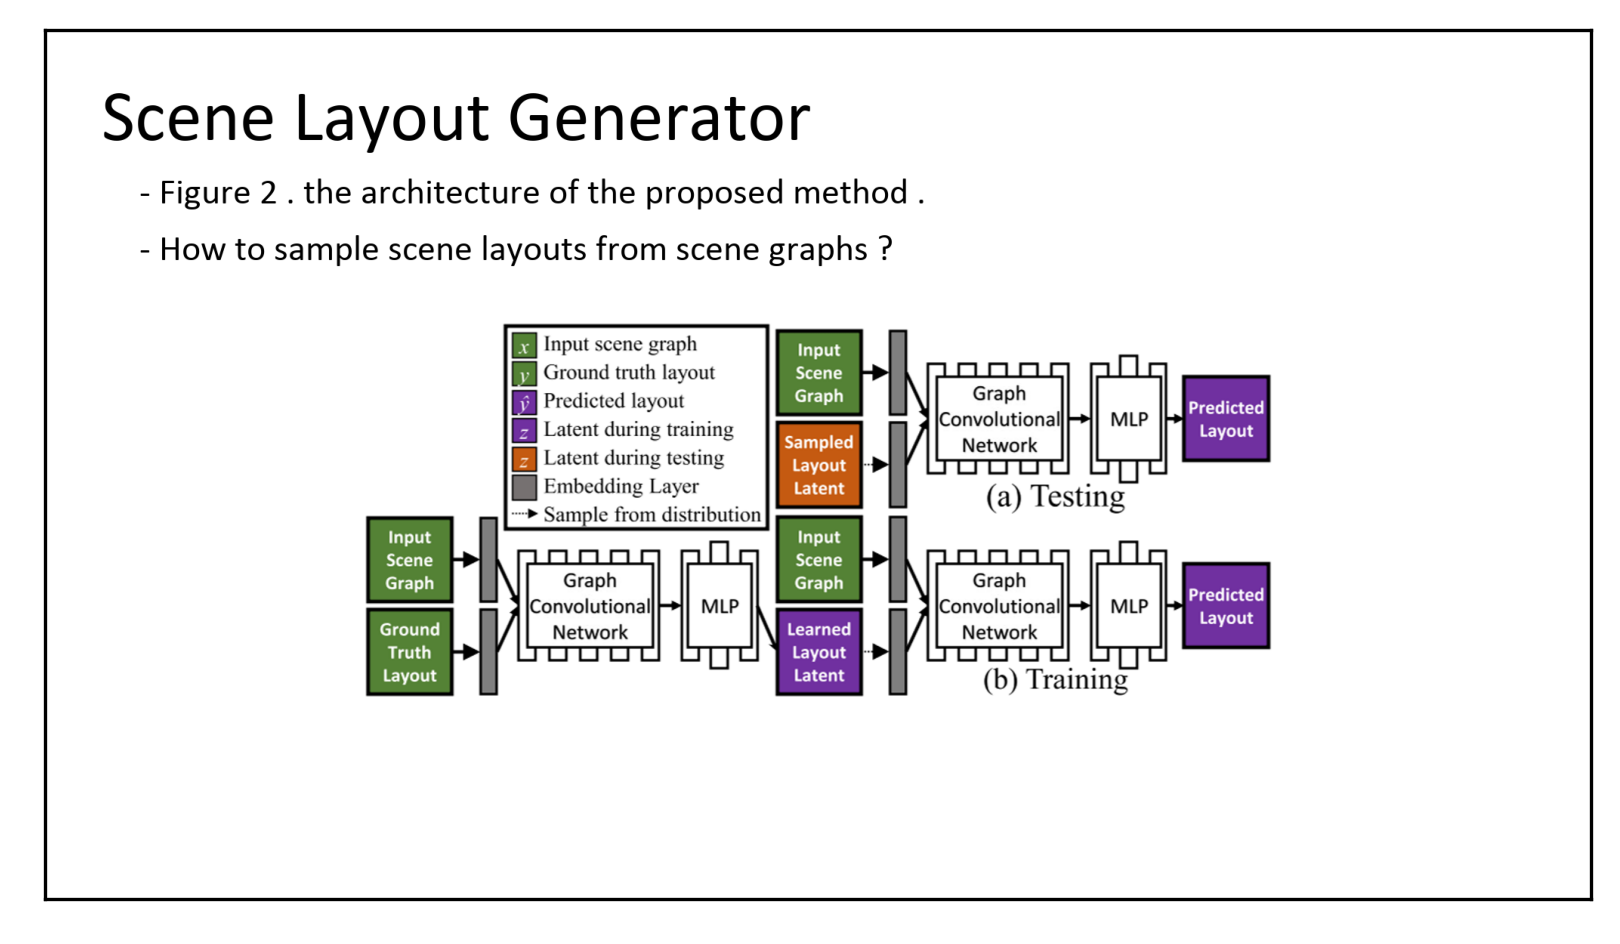 Scene Layout Generator
- Figure 2 . the architecture of the proposed method .
- How to sample scene layouts from scene graphs ?
x Input scene graph
y Ground truth layout
ŷ Predicted layout
z Latent during training
z Latent during testing
Embedding Layer
Sample from distribution
Input
Scene
Graph
Sampled
Layout
Latent
Graph
Convolutional
Network
MLP
Predicted
Layout
(a) Testing
Input
Scene
Graph
Ground
Truth
Layout
Graph
Convolutional
Network
MLP
Input
Scene
Graph
Learned
Layout
Latent
Graph
Convolutional
Network
MLP
Predicted
Layout
(b) Training